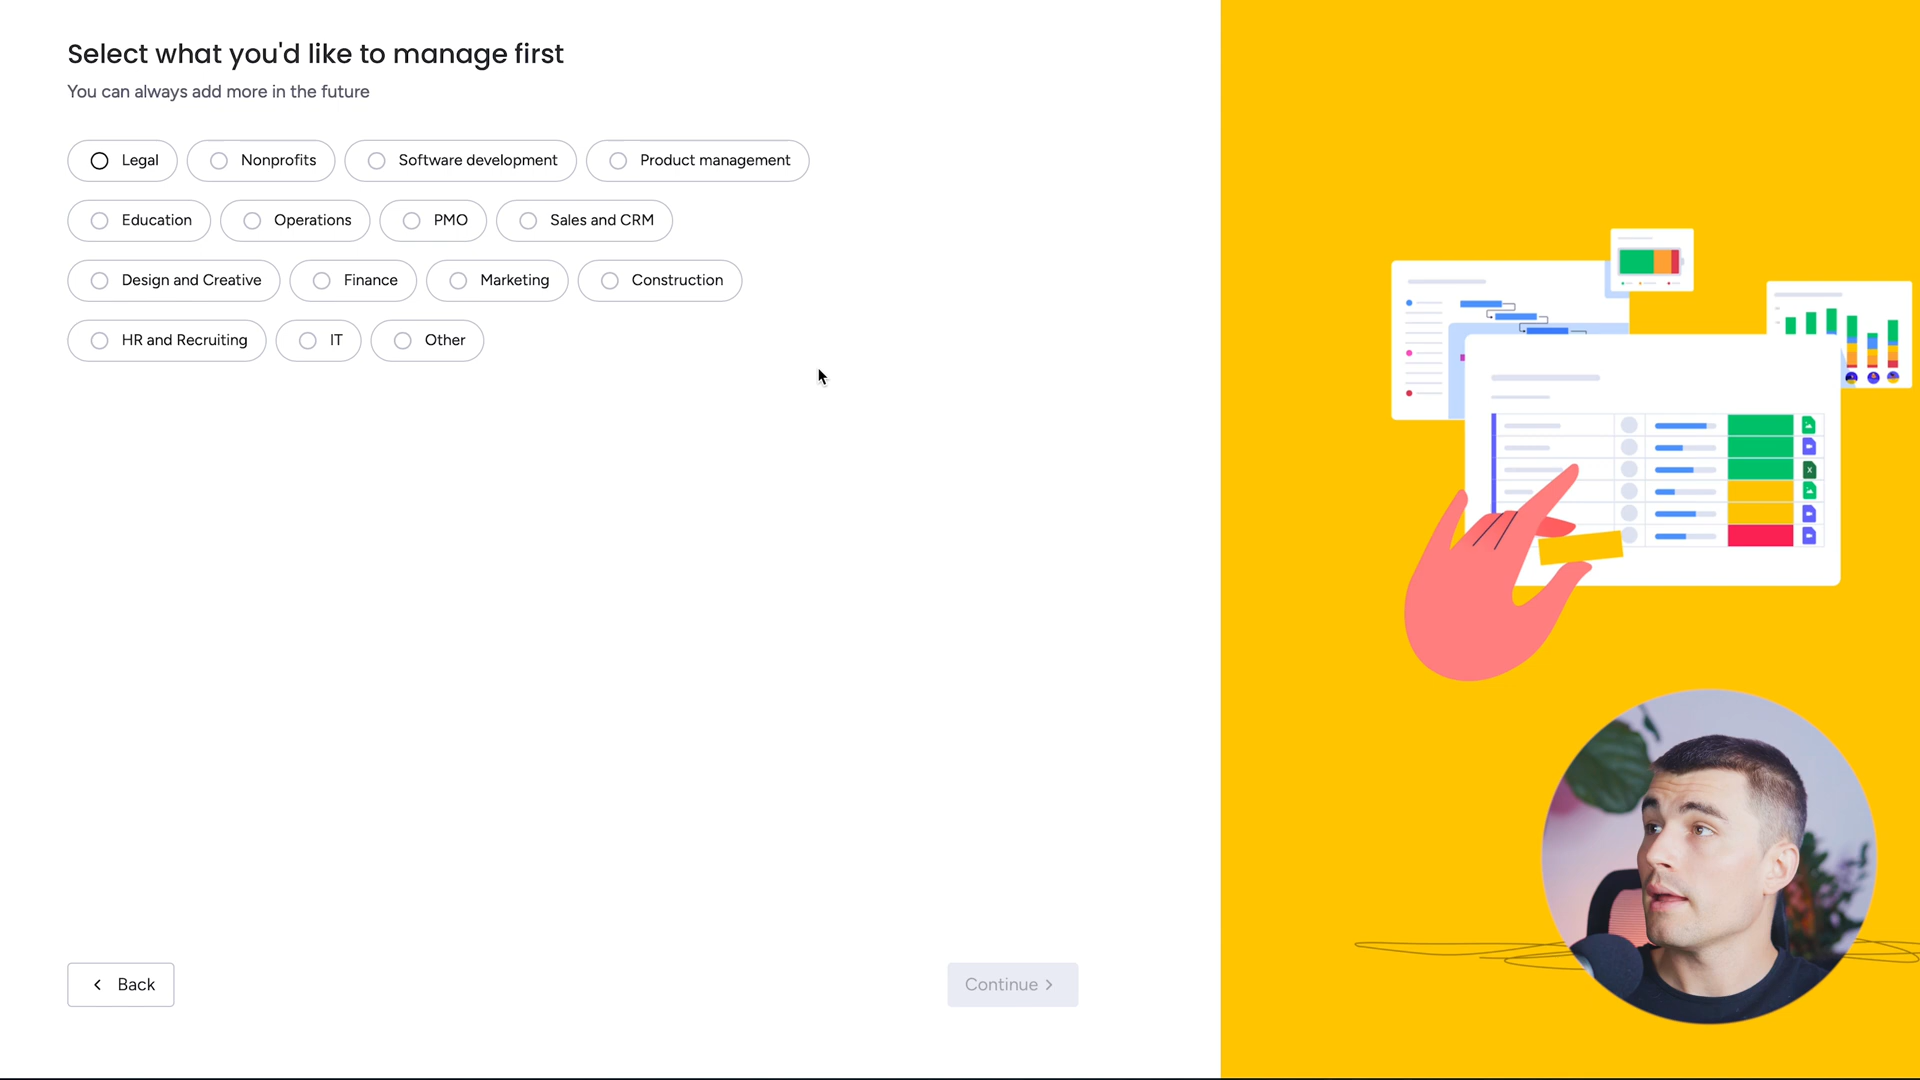 Select what you'd like to manage first
You can always add more in the future
Legal Nonprofits Software development Product management
Education Operations PMO Sales and CRM
Design and Creative Finance Marketing Construction
HR and Recruiting IT Other
Back Continue